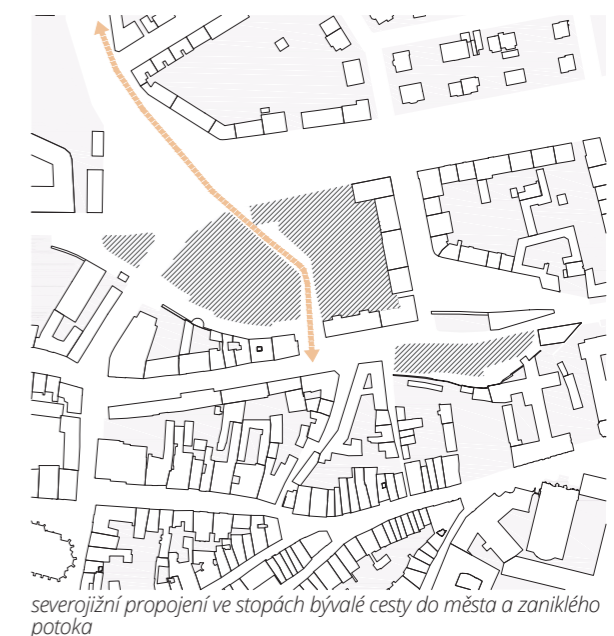 severojižní propojení ve stopách bývalé cesty do města a zaniklého
potoka